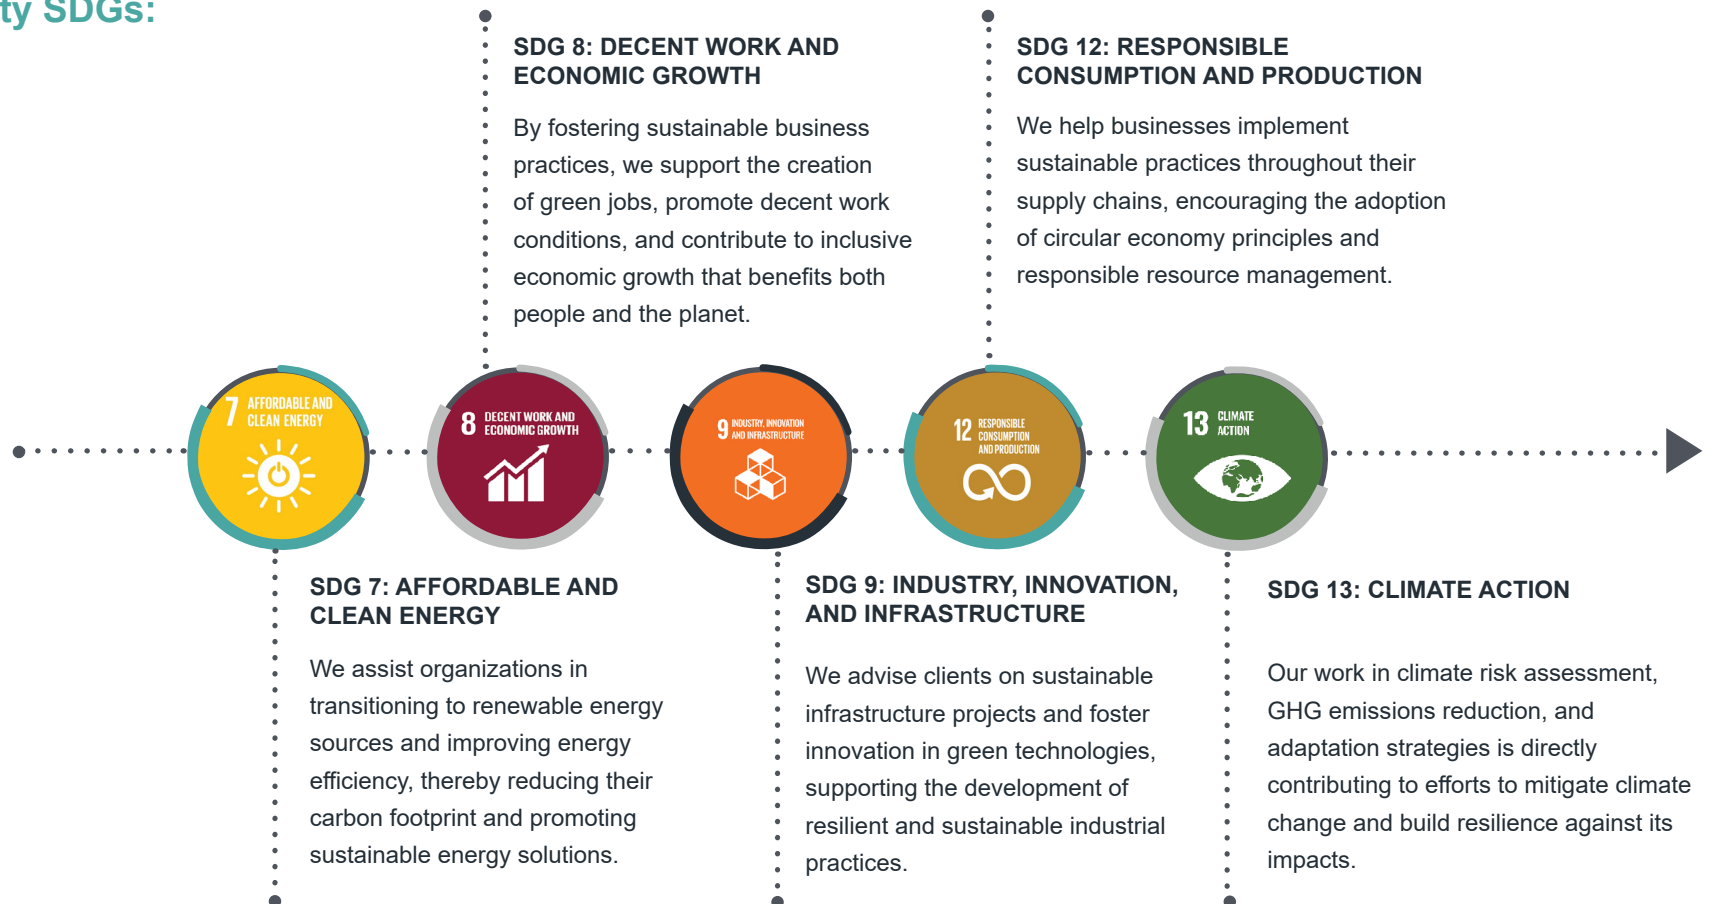 ty SDGs:
SDG 8: DECENT WORK AND
ECONOMIC GROWTH
By fostering sustainable business
practices, we support the creation
of green jobs, promote decent work
conditions, and contribute to inclusive
economic growth that benefits both
people and the planet.
SDG 12: RESPONSIBLE
CONSUMPTION AND PRODUCTION
We help businesses implement
sustainable practices throughout their
supply chains, encouraging the adoption
of circular economy principles and
responsible resource management.
7 AFFORDABLE AND
CLEAN ENERGY
8 DECENT WORK AND
ECONOMIC GROWTH
9 INDUSTRY, INNOVATION
AND INFRASTRUCTURE
12 RESPONSIBLE
CONSUMPTION
AND PRODUCTION
13 CLIMATE
ACTION
SDG 7: AFFORDABLE AND
CLEAN ENERGY
We assist organizations in
transitioning to renewable energy
sources and improving energy
efficiency, thereby reducing their
carbon footprint and promoting
sustainable energy solutions.
SDG 9: INDUSTRY, INNOVATION,
AND INFRASTRUCTURE
We advise clients on sustainable
infrastructure projects and foster
innovation in green technologies,
supporting the development of
resilient and sustainable industrial
practices.
SDG 13: CLIMATE ACTION
Our work in climate risk assessment,
GHG emissions reduction, and
adaptation strategies is directly
contributing to efforts to mitigate climate
change and build resilience against its
impacts.